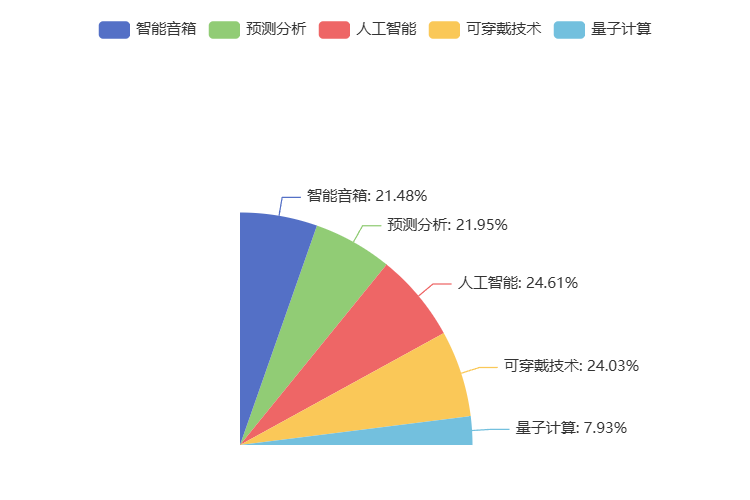 智能音箱 预测分析 人工智能 可穿戴技术 量子计算
智能音箱: 21.48%
预测分析: 21.95%
人工智能: 24.61%
可穿戴技术: 24.03%
量子计算: 7.93%